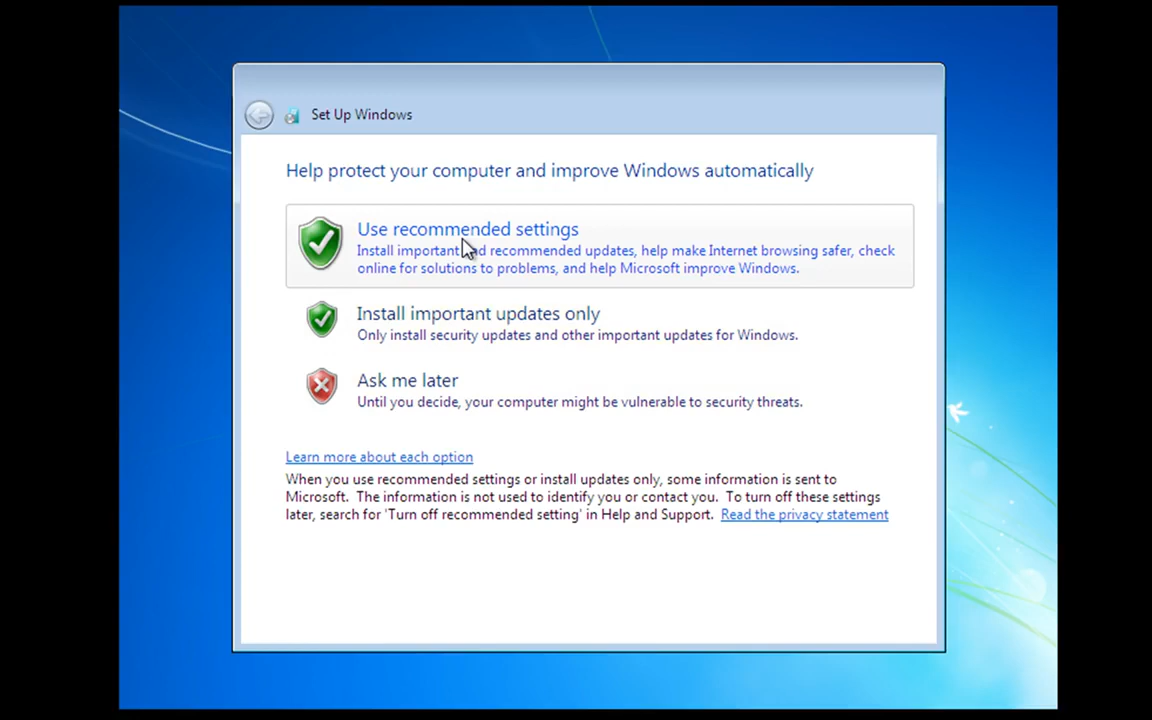 Set Up Windows
Help protect your computer and improve Windows automatically
Use recommended settings
Install important and recommended updates, help make Internet browsing safer, check
online for solutions to problems, and help Microsoft improve Windows.
Install important updates only
Only install security updates and other important updates for Windows.
Ask me later
Until you decide, your computer might be vulnerable to security threats.
Learn more about each option
When you use recommended settings or install updates only, some information is sent to
Microsoft. The information is not used to identify you or contact you. To turn off these settings
later, search for 'Turn off recommended setting' in Help and Support. Read the privacy statement